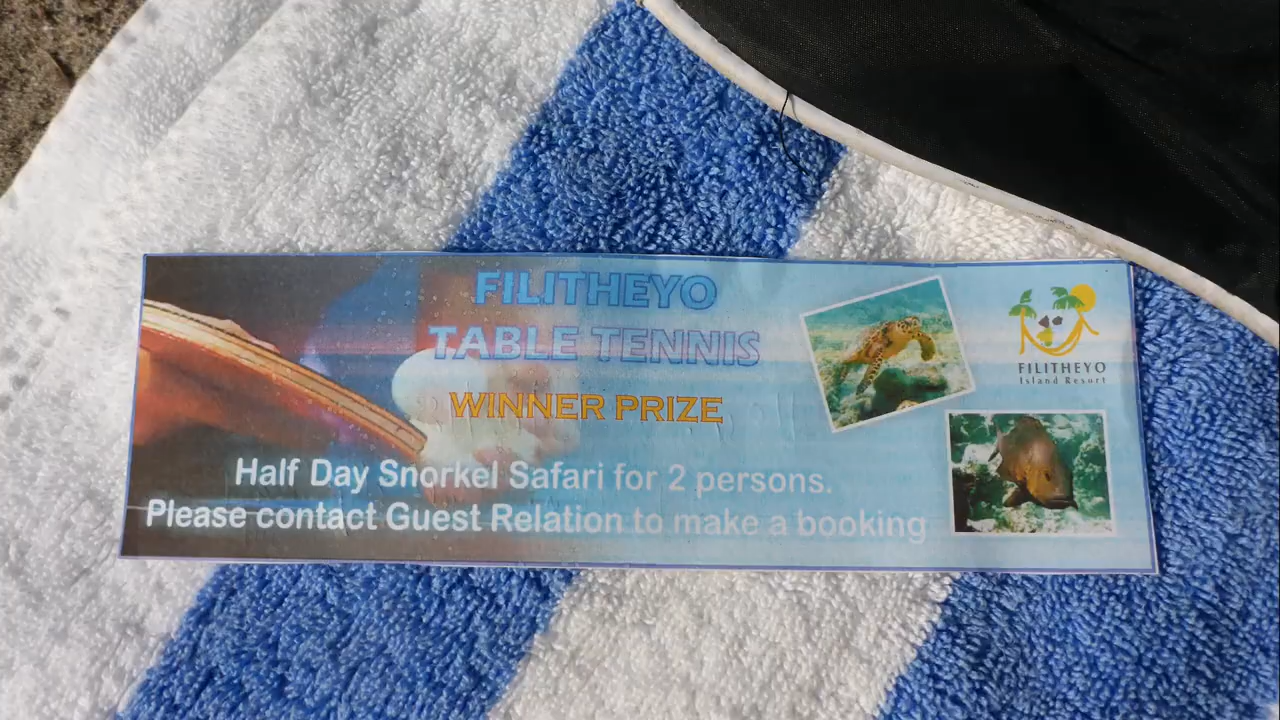 FILITHEYO
TABLE TENNIS
WINNER PRIZE
Half Day Snorkel Safari for 2 persons.
Please contact Guest Relation to make a booking
FILITHEYO
Island Resort